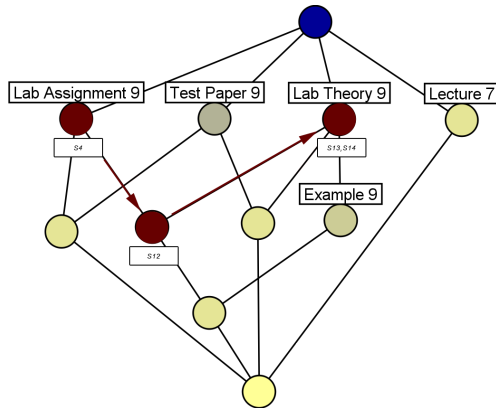 Lab Assignment 9
Test Paper 9
Lab Theory 9
Lecture 7
S4
S13,S14
Example 9
S12